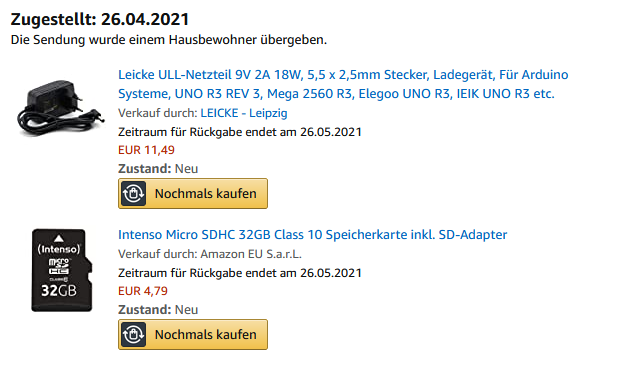 Zugestellt: 26.04.2021
Die Sendung wurde einem Hausbewohner übergeben.
Leicke ULL-Netzteil 9V 2A 18W, 5,5 x 2,5mm Stecker, Ladegerät, Für Arduino
Systeme, UNO R3 REV 3, Mega 2560 R3, Elegoo UNO R3, IEIK UNO R3 etc.
Verkauf durch: LEICKE - Leipzig
Zeitraum für Rückgabe endet am 26.05.2021
EUR 11,49
Zustand: Neu
Nochmals kaufen
(intenso)
micro
SD
HC
CLASS 10
32GB
Intenso Micro SDHC 32GB Class 10 Speicherkarte inkl. SD-Adapter
Verkauf durch: Amazon EU S.a.r.L.
Zeitraum für Rückgabe endet am 26.05.2021
EUR 4,79
Zustand: Neu
Nochmals kaufen